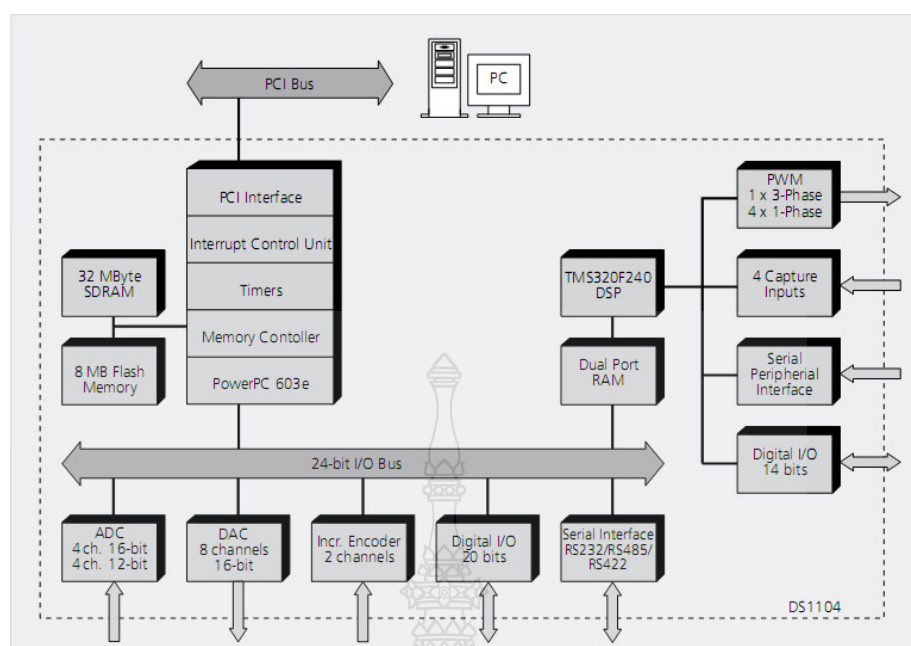 PCI Bus
PC
PCI Interface
Interrupt Control Unit
Timers
Memory Contoller
PowerPC 603e
32 MByte
SDRAM
8 MB Flash
Memory
TMS320F240
DSP
Dual Port
RAM
PWM
1 x 3-Phase
4 x 1-Phase
4 Capture
Inputs
Serial
Peripherial
Interface
Digital I/O
14 bits
24-bit I/O Bus
ADC
4 ch. 16-bit
4 ch. 12-bit
DAC
8 channels
16-bit
Incr. Encoder
2 channels
Digital I/O
20 bits
Serial Interface
RS232/RS485/
RS422
DS1104